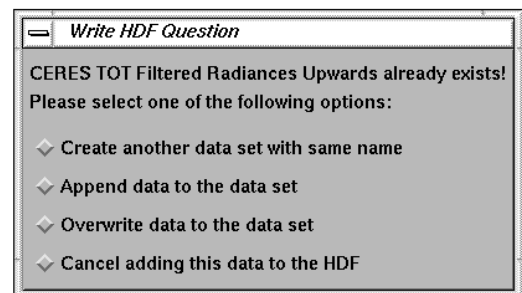 Write HDF Question
CERES TOT Filtered Radiances Upwards already exists!
Please select one of the following options:
Create another data set with same name
Append data to the data set
Overwrite data to the data set
Cancel adding this data to the HDF